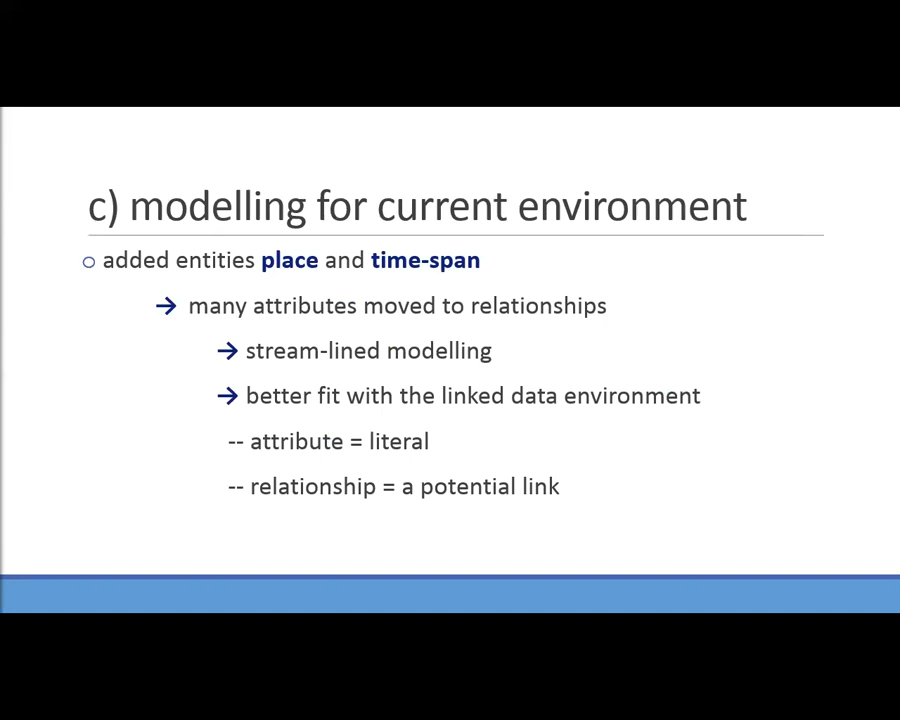 c) modelling for current environment
o added entities place and time-span
→ many attributes moved to relationships
→ stream-lined modelling
→ better fit with the linked data environment
-- attribute = literal
-- relationship = a potential link